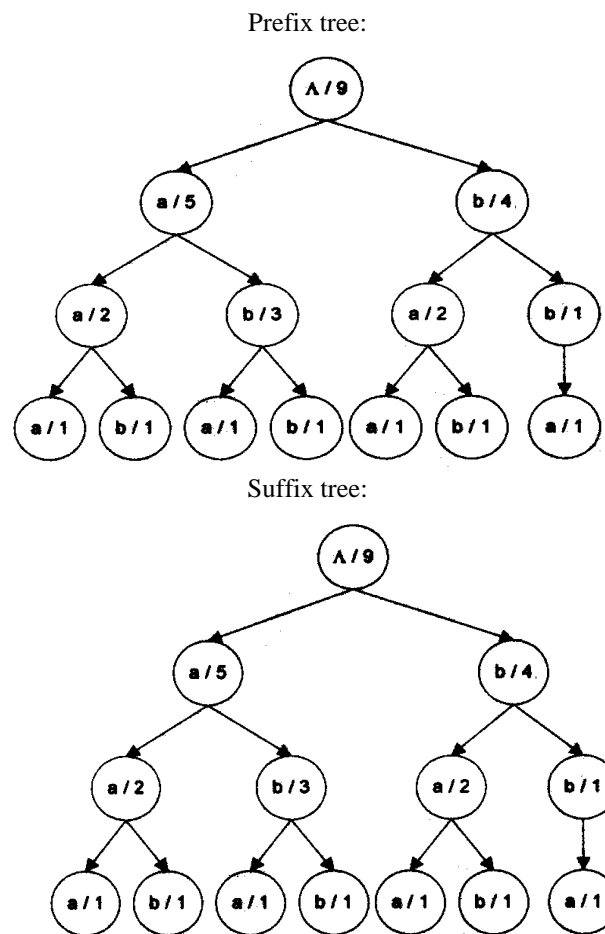 Prefix tree:
Λ / 9
a / 5 b / 4
a / 2 b / 3 a / 2 b / 1
a / 1 b / 1 a / 1 b / 1 a / 1 b / 1 a / 1
Suffix tree:
Λ / 9
a / 5 b / 4
a / 2 b / 3 a / 2 b / 1
a / 1 b / 1 a / 1 b / 1 a / 1 b / 1 a / 1